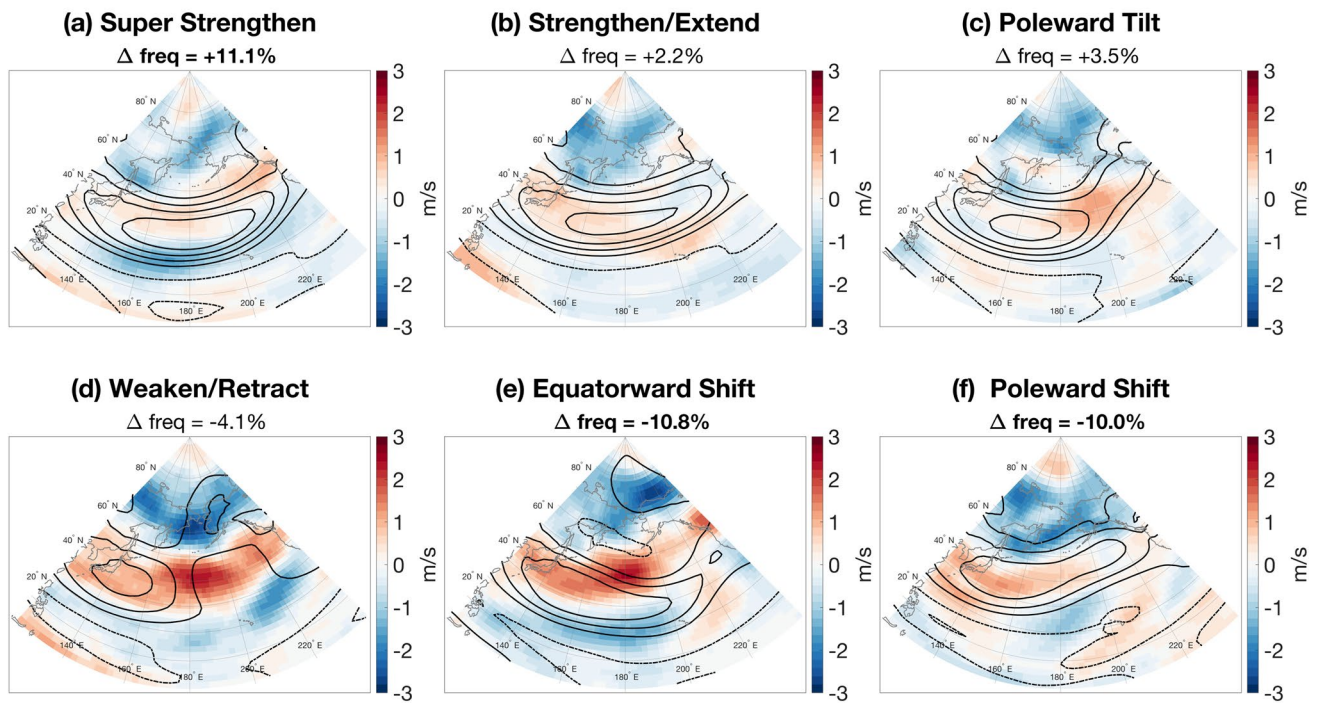 (a) Super Strengthen
Δ freq = +11.1%
80° N
60° N
40° N
20° N
140° E
160° E
180° E
200° E
220° E
3
2
1
0
-1
-2
-3
m/s
(b) Strengthen/Extend
Δ freq = +2.2%
80° N
60° N
40° N
20° N
140° E
160° E
180° E
200° E
220° E
3
2
1
0
-1
-2
-3
m/s
(c) Poleward Tilt
Δ freq = +3.5%
80° N
60° N
40° N
20° N
140° E
160° E
180° E
200° E
220° E
3
2
1
0
-1
-2
-3
m/s
(d) Weaken/Retract
Δ freq = -4.1%
80° N
60° N
40° N
20° N
140° E
160° E
180° E
200° E
220° E
3
2
1
0
-1
-2
-3
m/s
(e) Equatorward Shift
Δ freq = -10.8%
80° N
60° N
40° N
20° N
140° E
160° E
180° E
200° E
220° E
3
2
1
0
-1
-2
-3
m/s
(f) Poleward Shift
Δ freq = -10.0%
80° N
60° N
40° N
20° N
140° E
160° E
180° E
200° E
220° E
3
2
1
0
-1
-2
-3
m/s